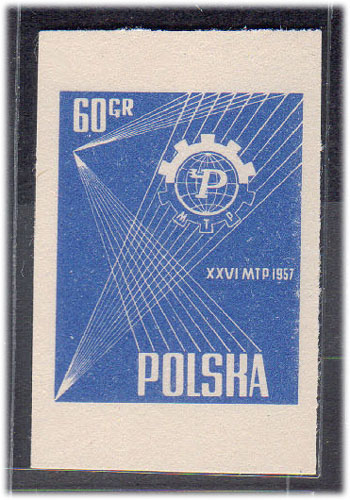 60 GR
P
MTP
XXVI MTP 1957
POLSKA